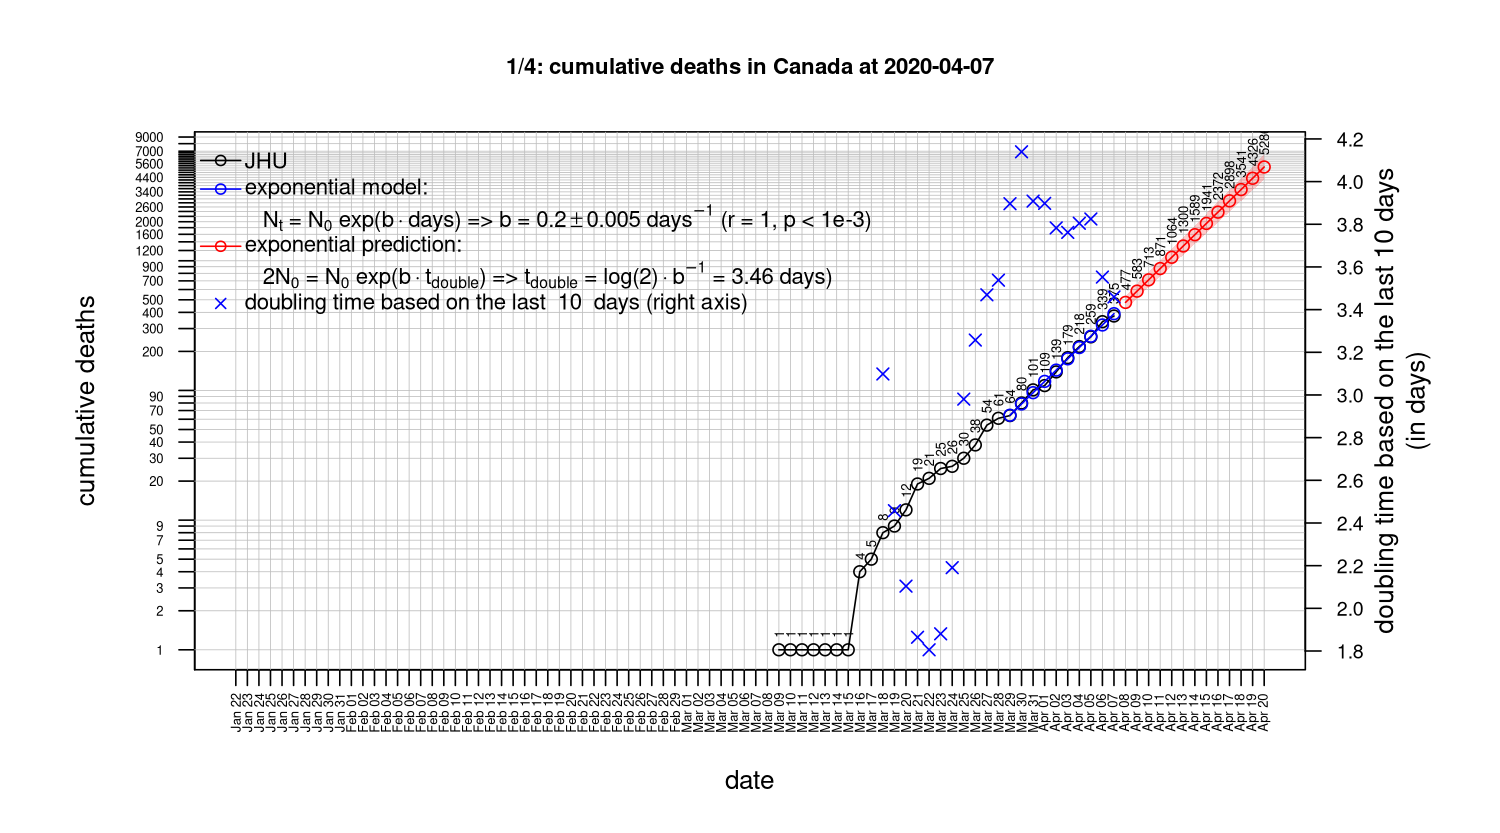 1/4: cumulative deaths in Canada at 2020-04-07
9000
7000
5600
4400
3400
2600
2000
1600
1200
900
700
500
400
300
200
90
70
50
40
30
20
9
7
5
4
3
2
1
cumulative deaths
JHU
exponential model:
Nt = N0 exp(b · days) => b = 0.2 ± 0.005 days−1 (r = 1, p < 1e-3)
exponential prediction:
2N0 = N0 exp(b · tdouble) => tdouble = log(2) · b−1 = 3.46 days)
doubling time based on the last 10 days (right axis)
1
1
1
1
1
1
1
4
5
8
12
19
21
25
26
30
38
54
61
64
80
101
109
139
179
218
259
339
477
583
713
871
1064
1300
1589
1941
2372
2898
3541
4326
528
4.2
4.0
3.8
3.6
3.4
3.2
3.0
2.8
2.6
2.4
2.2
2.0
1.8
doubling time based on the last 10 days
(in days)
Jan 22
Jan 23
Jan 24
Jan 25
Jan 26
Jan 27
Jan 28
Jan 29
Jan 30
Jan 31
Feb 01
Feb 02
Feb 03
Feb 04
Feb 05
Feb 06
Feb 07
Feb 08
Feb 09
Feb 10
Feb 11
Feb 12
Feb 13
Feb 14
Feb 15
Feb 16
Feb 17
Feb 18
Feb 19
Feb 20
Feb 21
Feb 22
Feb 23
Feb 24
Feb 25
Feb 26
Feb 27
Feb 28
Feb 29
Mar 01
Mar 02
Mar 03
Mar 04
Mar 05
Mar 06
Mar 07
Mar 08
Mar 09
Mar 10
Mar 11
Mar 12
Mar 13
Mar 14
Mar 15
Mar 16
Mar 17
Mar 18
Mar 19
Mar 20
Mar 21
Mar 22
Mar 23
Mar 24
Mar 25
Mar 26
Mar 27
Mar 28
Mar 29
Mar 30
Mar 31
Apr 01
Apr 02
Apr 03
Apr 04
Apr 05
Apr 06
Apr 07
Apr 08
Apr 09
Apr 10
Apr 11
Apr 12
Apr 13
Apr 14
Apr 15
Apr 16
Apr 17
Apr 18
Apr 19
Apr 20
date